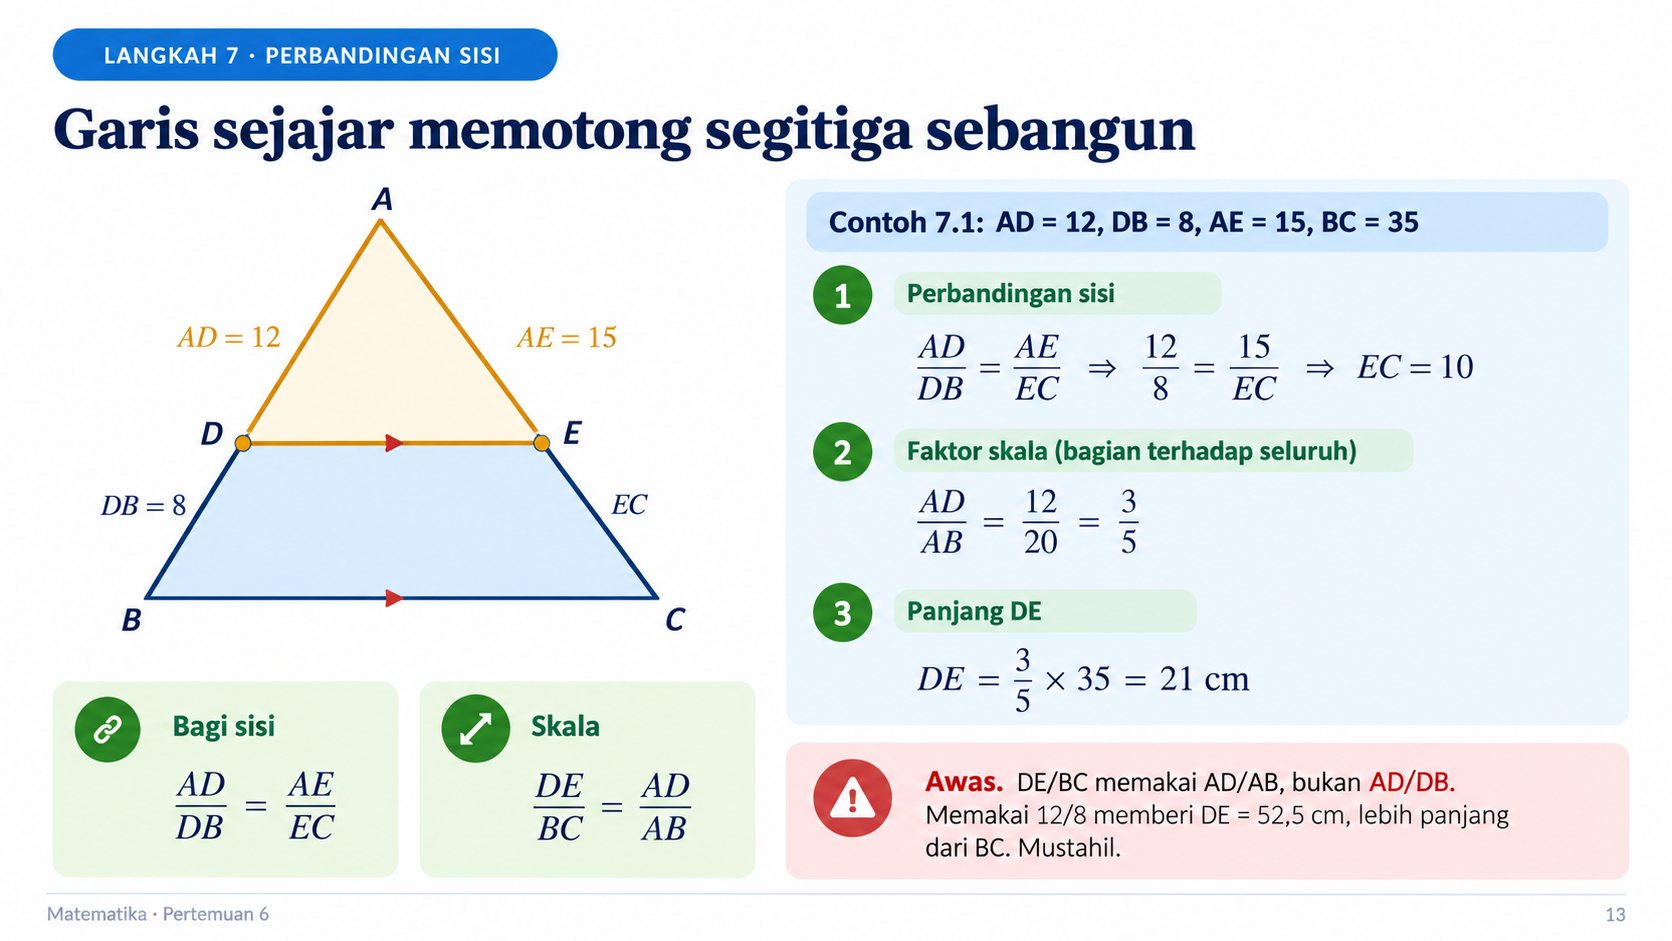 LANGKAH 7 · PERBANDINGAN SISI
Garis sejajar memotong segitiga sebangun
A
AD = 12
AE = 15
D
E
DB = 8
EC
B
C
Bagi sisi
AD/DB = AE/EC
Skala
DE/BC = AD/AB
Contoh 7.1: AD = 12, DB = 8, AE = 15, BC = 35
1 Perbandingan sisi
AD/DB = AE/EC ⇒ 12/8 = 15/EC ⇒ EC = 10
2 Faktor skala (bagian terhadap seluruh)
AD/AB = 12/20 = 3/5
3 Panjang DE
DE = 3/5 × 35 = 21 cm
Awas. DE/BC memakai AD/AB, bukan AD/DB.
Memakai 12/8 memberi DE = 52,5 cm, lebih panjang
dari BC. Mustahil.
Matematika · Pertemuan 6
13